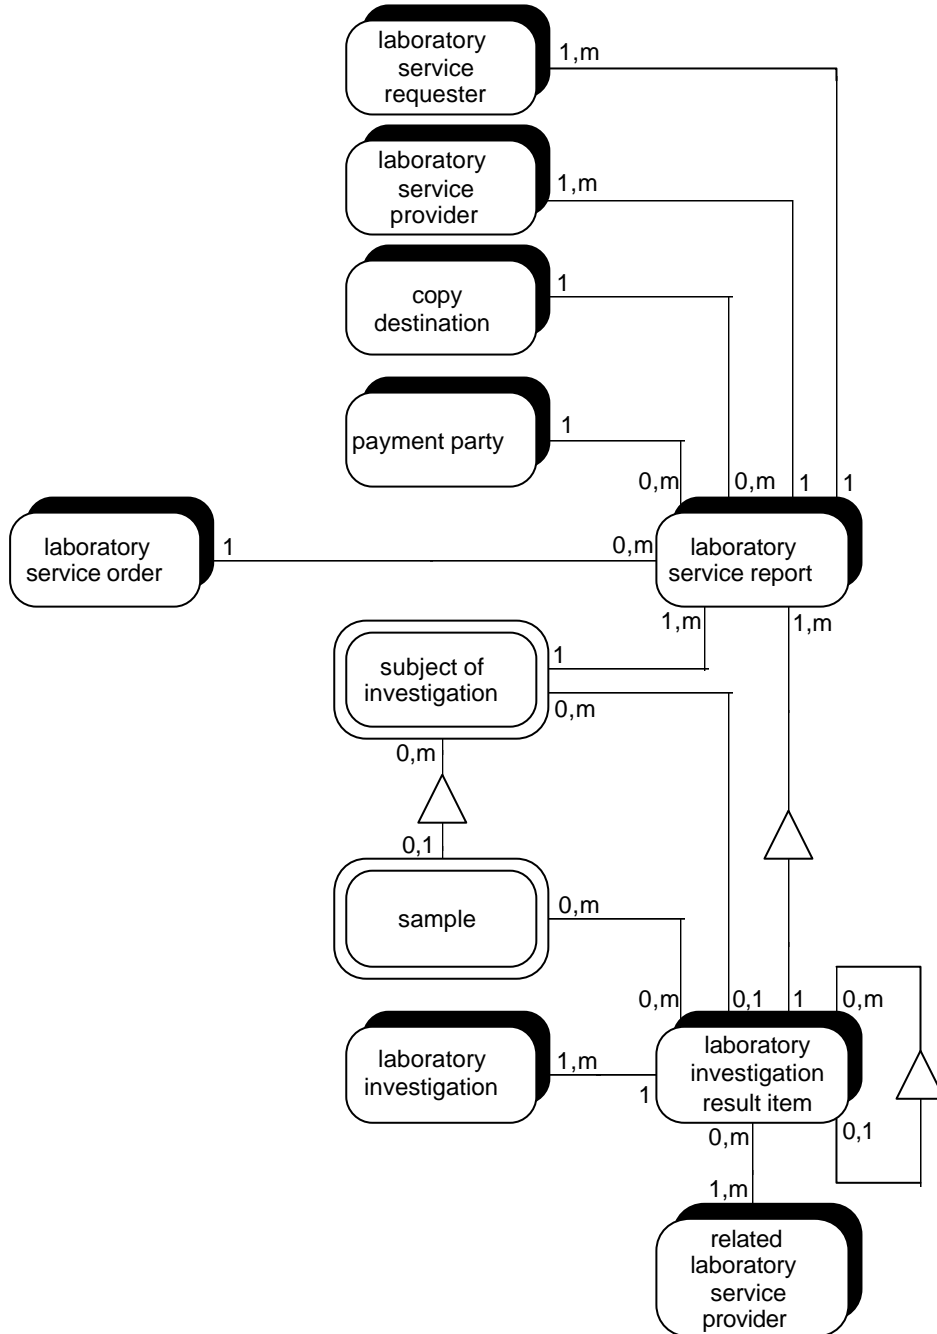 laboratory
service
requester
1,m
laboratory
service
provider
1,m
copy
destination
1
payment party
1
0,m
0,m
1
1
laboratory
service order
1
0,m
laboratory
service report
1,m
1,m
subject of
investigation
1
0,m
0,m
0,1
sample
0,m
0,m
0,1
1
0,m
laboratory
investigation
1,m
1
laboratory
investigation
result item
0,m
0,1
1,m
related
laboratory
service
provider